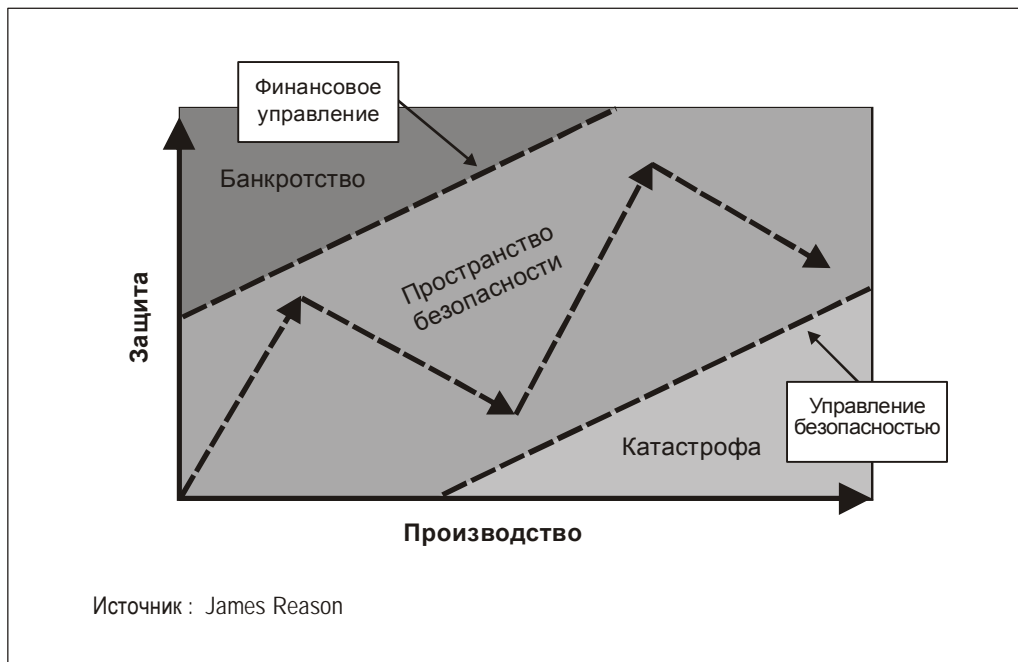 Финансовое
управление
Банкротство
Пространство
безопасности
Защита
Управление
безопасностью
Катастрофа
Производство
Источник : James Reason